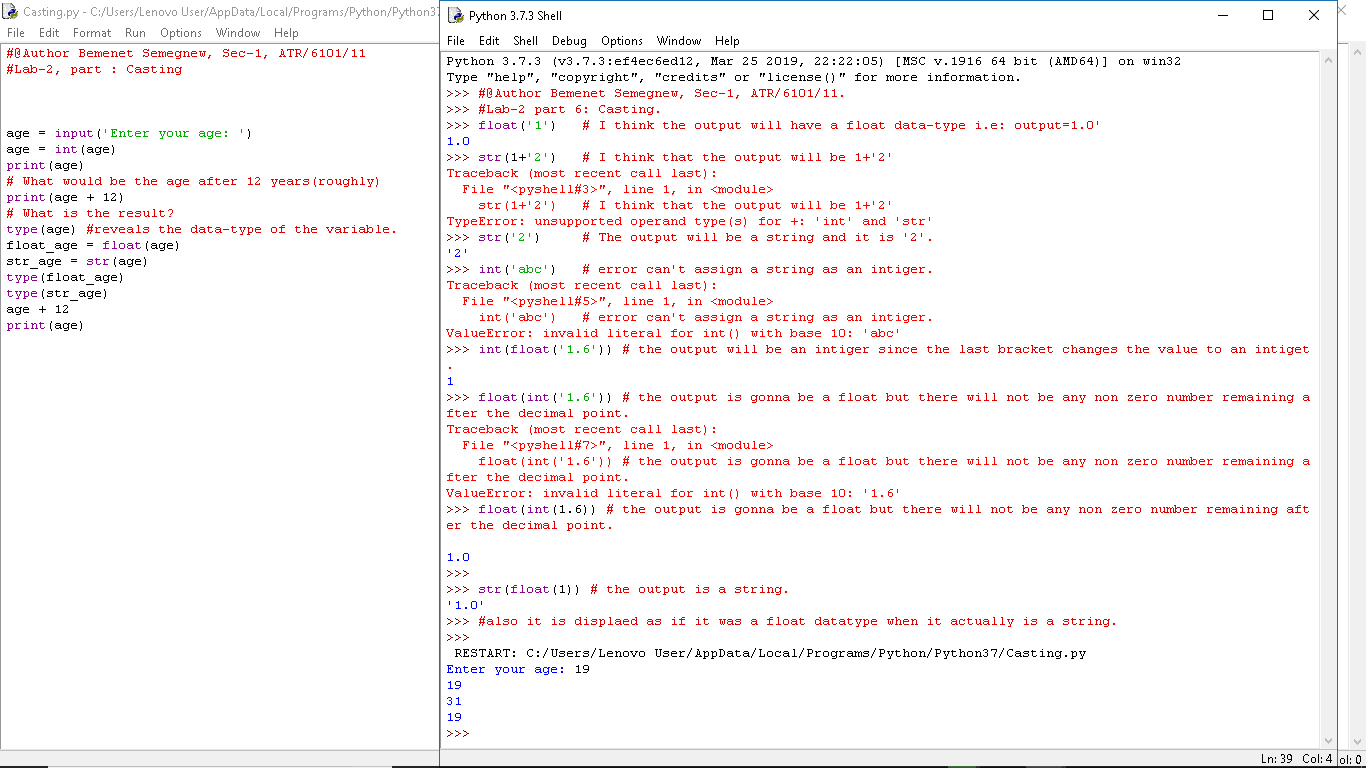 Casting.py - C:/Users/Lenovo User/AppData/Local/Programs/Python/Python37
File Edit Format Run Options Window Help
#@Author Bemenet Semegnew, Sec-1, ATR/6101/11
#Lab-2, part : Casting
age = input('Enter your age: ')
age = int(age)
print(age)
# What would be the age after 12 years(roughly)
print(age + 12)
# What is the result?
type(age) #reveals the data-type of the variable.
float_age = float(age)
str_age = str(age)
type(float_age)
type(str_age)
age + 12
print(age)
Python 3.7.3 Shell
File Edit Shell Debug Options Window Help
Python 3.7.3 (v3.7.3:ef4ec6ed12, Mar 25 2019, 22:22:05) [MSC v.1916 64 bit (AMD64)] on win32
Type "help", "copyright", "credits" or "license()" for more information.
>>> #@Author Bemenet Semegnew, Sec-1, ATR/6101/11.
>>> #Lab-2 part 6: Casting.
>>> float('1')   # I think the output will have a float data-type i.e: output=1.0'
1.0
>>> str(1+'2')   # I think that the output will be 1+'2'
Traceback (most recent call last):
  File "<pyshell#3>", line 1, in <module>
    str(1+'2')   # I think that the output will be 1+'2'
TypeError: unsupported operand type(s) for +: 'int' and 'str'
>>> str('2')     # The output will be a string and it is '2'.
'2'
>>> int('abc')   # error can't assign a string as an intiger.
Traceback (most recent call last):
  File "<pyshell#5>", line 1, in <module>
    int('abc')   # error can't assign a string as an intiger.
ValueError: invalid literal for int() with base 10: 'abc'
>>> int(float('1.6')) # the output will be an intiger since the last bracket changes the value to an intiget
.
1
>>> float(int('1.6')) # the output is gonna be a float but there will not be any non zero number remaining a
fter the decimal point.
Traceback (most recent call last):
  File "<pyshell#7>", line 1, in <module>
    float(int('1.6')) # the output is gonna be a float but there will not be any non zero number remaining a
fter the decimal point.
ValueError: invalid literal for int() with base 10: '1.6'
>>> float(int(1.6)) # the output is gonna be a float but there will not be any non zero number remaining aft
er the decimal point.
1.0
>>>
>>> str(float(1)) # the output is a string.
'1.0'
>>> #also it is displaed as if it was a float datatype when it actually is a string.
>>>
 RESTART: C:/Users/Lenovo User/AppData/Local/Programs/Python/Python37/Casting.py
Enter your age: 19
19
31
19
>>>
Ln: 39 Col: 4
ol: 0